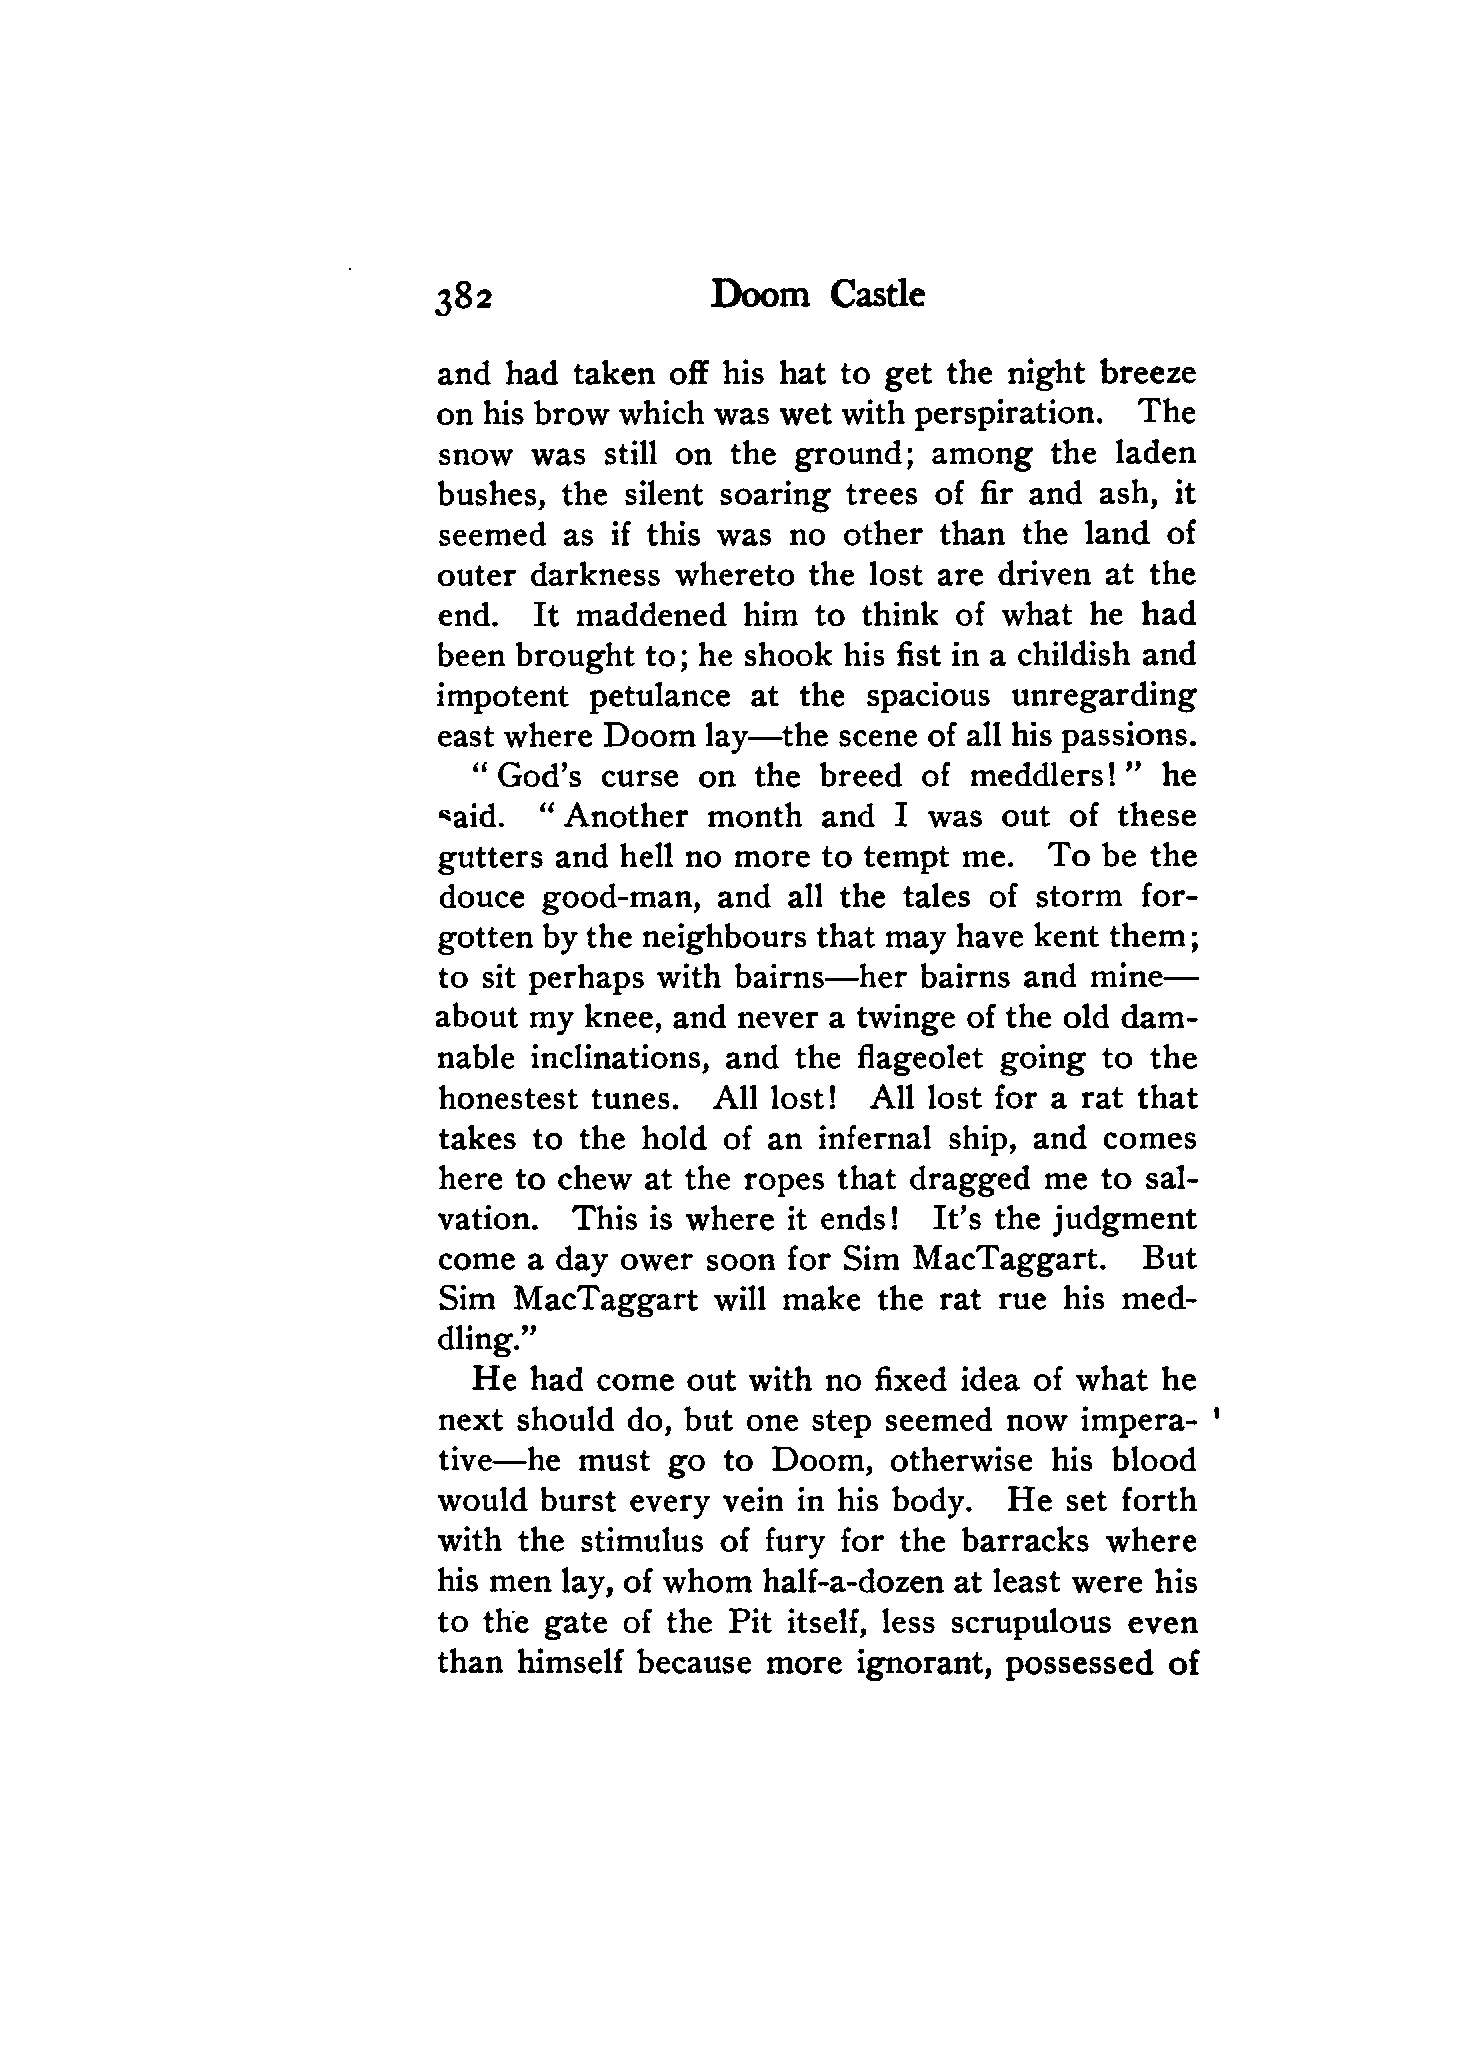 382 Doom Castle
and had taken off his hat to get the night breeze
on his brow which was wet with perspiration. The
snow was still on the ground; among the laden
bushes, the silent soaring trees of fir and ash, it
seemed as if this was no other than the land of
outer darkness whereto the lost are driven at the
end. It maddened him to think of what he had
been brought to; he shook his fist in a childish and
impotent petulance at the spacious unregarding
east where Doom lay—the scene of all his passions.
"God's curse on the breed of meddlers!" he
said. "Another month and I was out of these
gutters and hell no more to tempt me. To be the
douce good-man, and all the tales of storm for-
gotten by the neighbours that may have kent them;
to sit perhaps with bairns—her bairns and mine—
about my knee, and never a twinge of the old dam-
nable inclinations, and the flageolet going to the
honestest tunes. All lost! All lost for a rat that
takes to the hold of an infernal ship, and comes
here to chew at the ropes that dragged me to sal-
vation. This is where it ends! It's the judgment
come a day ower soon for Sim MacTaggart. But
Sim MacTaggart will make the rat rue his med-
dling."
He had come out with no fixed idea of what he
next should do, but one step seemed now impera-
tive—he must go to Doom, otherwise his blood
would burst every vein in his body. He set forth
with the stimulus of fury for the barracks where
his men lay, of whom half-a-dozen at least were his
to the gate of the Pit itself, less scrupulous even
than himself because more ignorant, possessed of